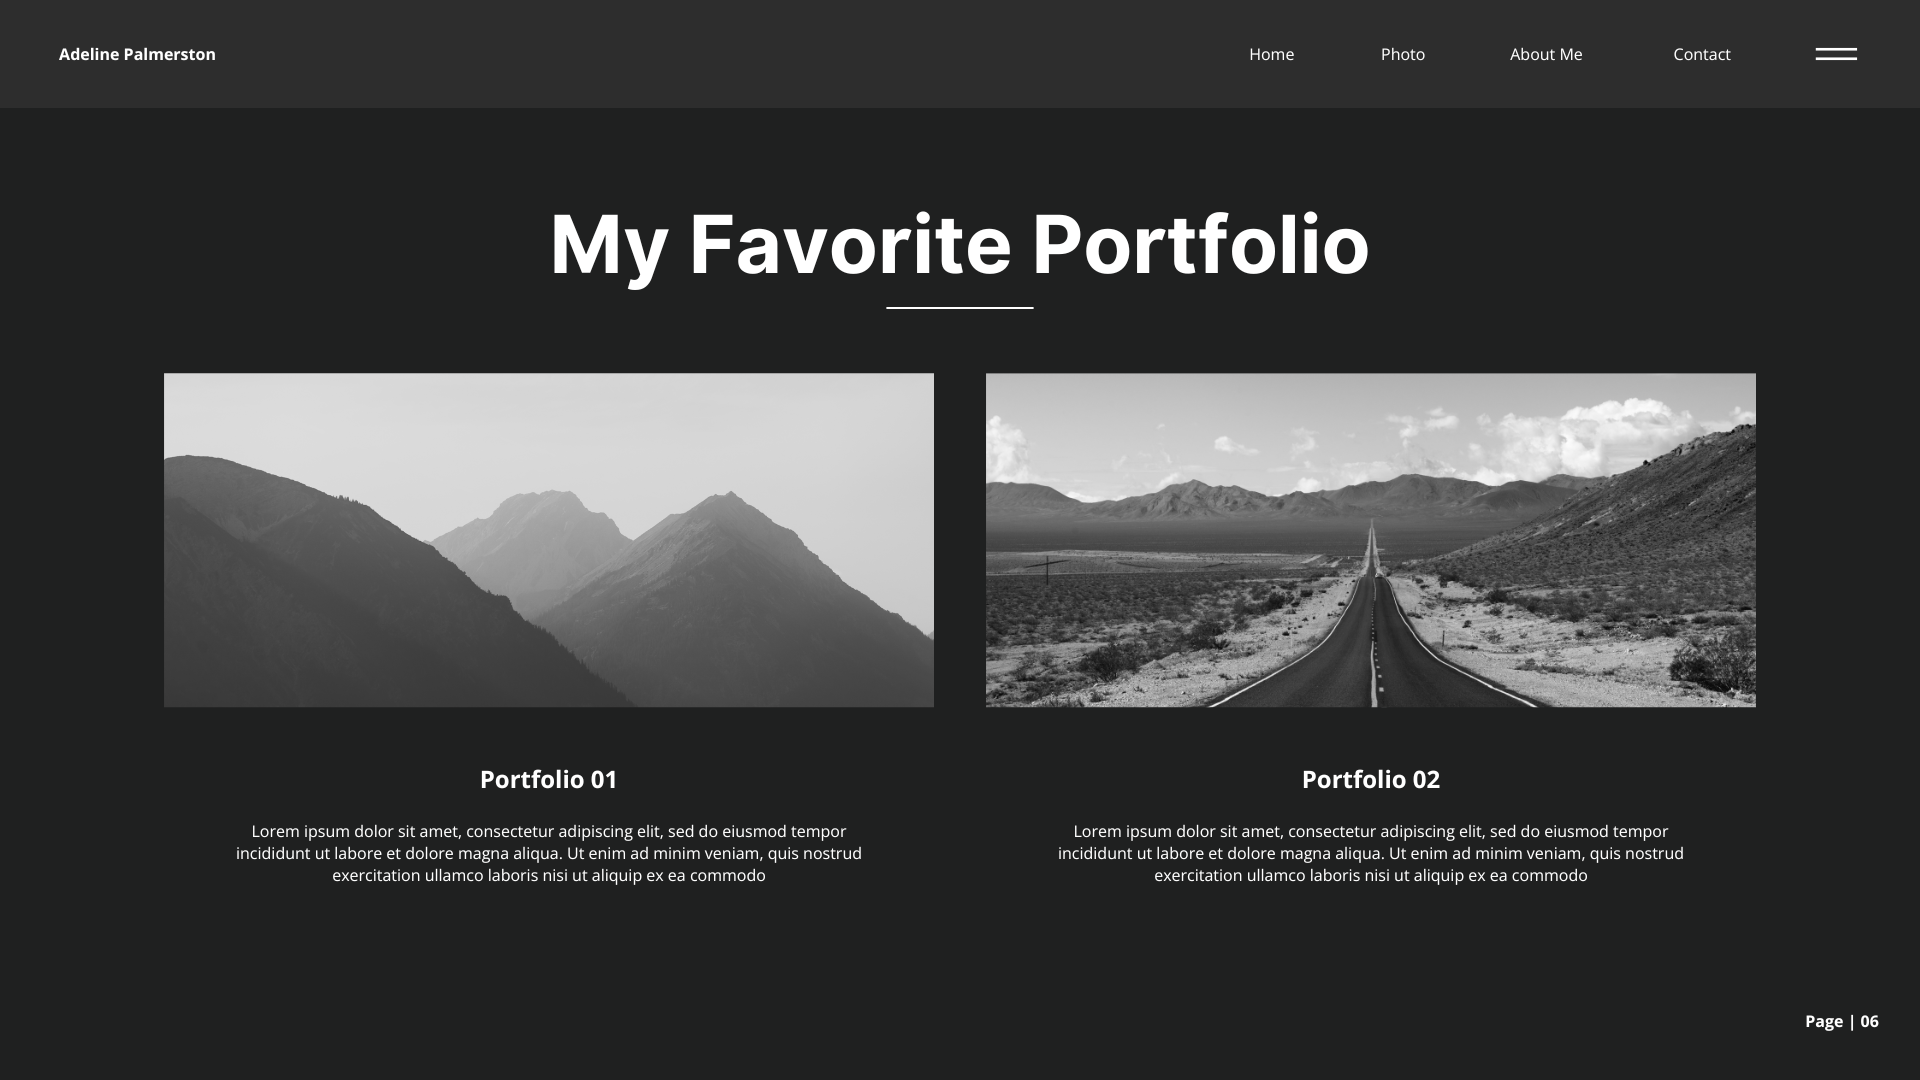 Adeline Palmerston
Home
Photo
About Me
Contact
My Favorite Portfolio
Portfolio 01
Lorem ipsum dolor sit amet, consectetur adipiscing elit, sed do eiusmod tempor
incididunt ut labore et dolore magna aliqua. Ut enim ad minim veniam, quis nostrud
exercitation ullamco laboris nisi ut aliquip ex ea commodo
Portfolio 02
Lorem ipsum dolor sit amet, consectetur adipiscing elit, sed do eiusmod tempor
incididunt ut labore et dolore magna aliqua. Ut enim ad minim veniam, quis nostrud
exercitation ullamco laboris nisi ut aliquip ex ea commodo
Page | 06